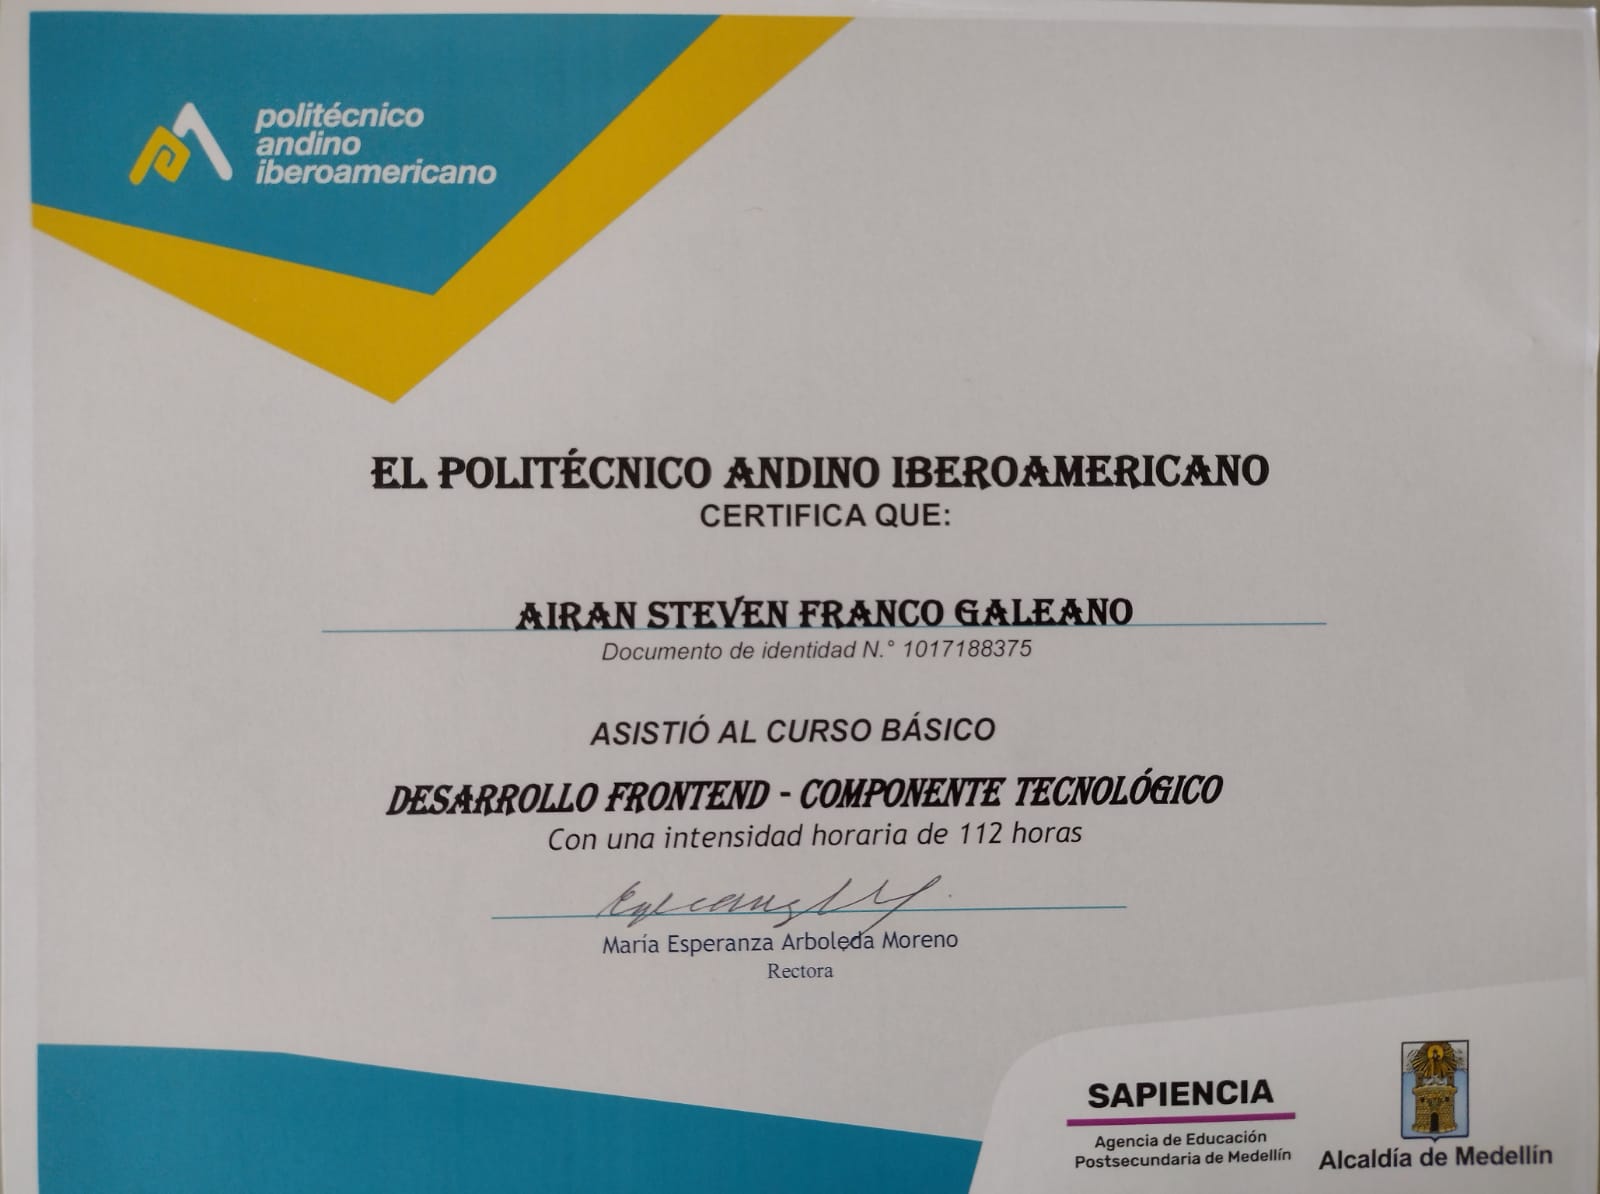 politécnico
andino
iberoamericano
EL POLITÉCNICO ANDINO IBEROAMERICANO
CERTIFICA QUE:
AIRAN STEVEN FRANCO GALEANO
Documento de identidad N.° 1017188375
ASISTIÓ AL CURSO BÁSICO
DESARROLLO FRONTEND - COMPONENTE TECNOLÓGICO
Con una intensidad horaria de 112 horas
María Esperanza Arboleda Moreno
Rectora
SAPIENCIA
Agencia de Educación
Postsecundaria de Medellín
Alcaldía de Medellín